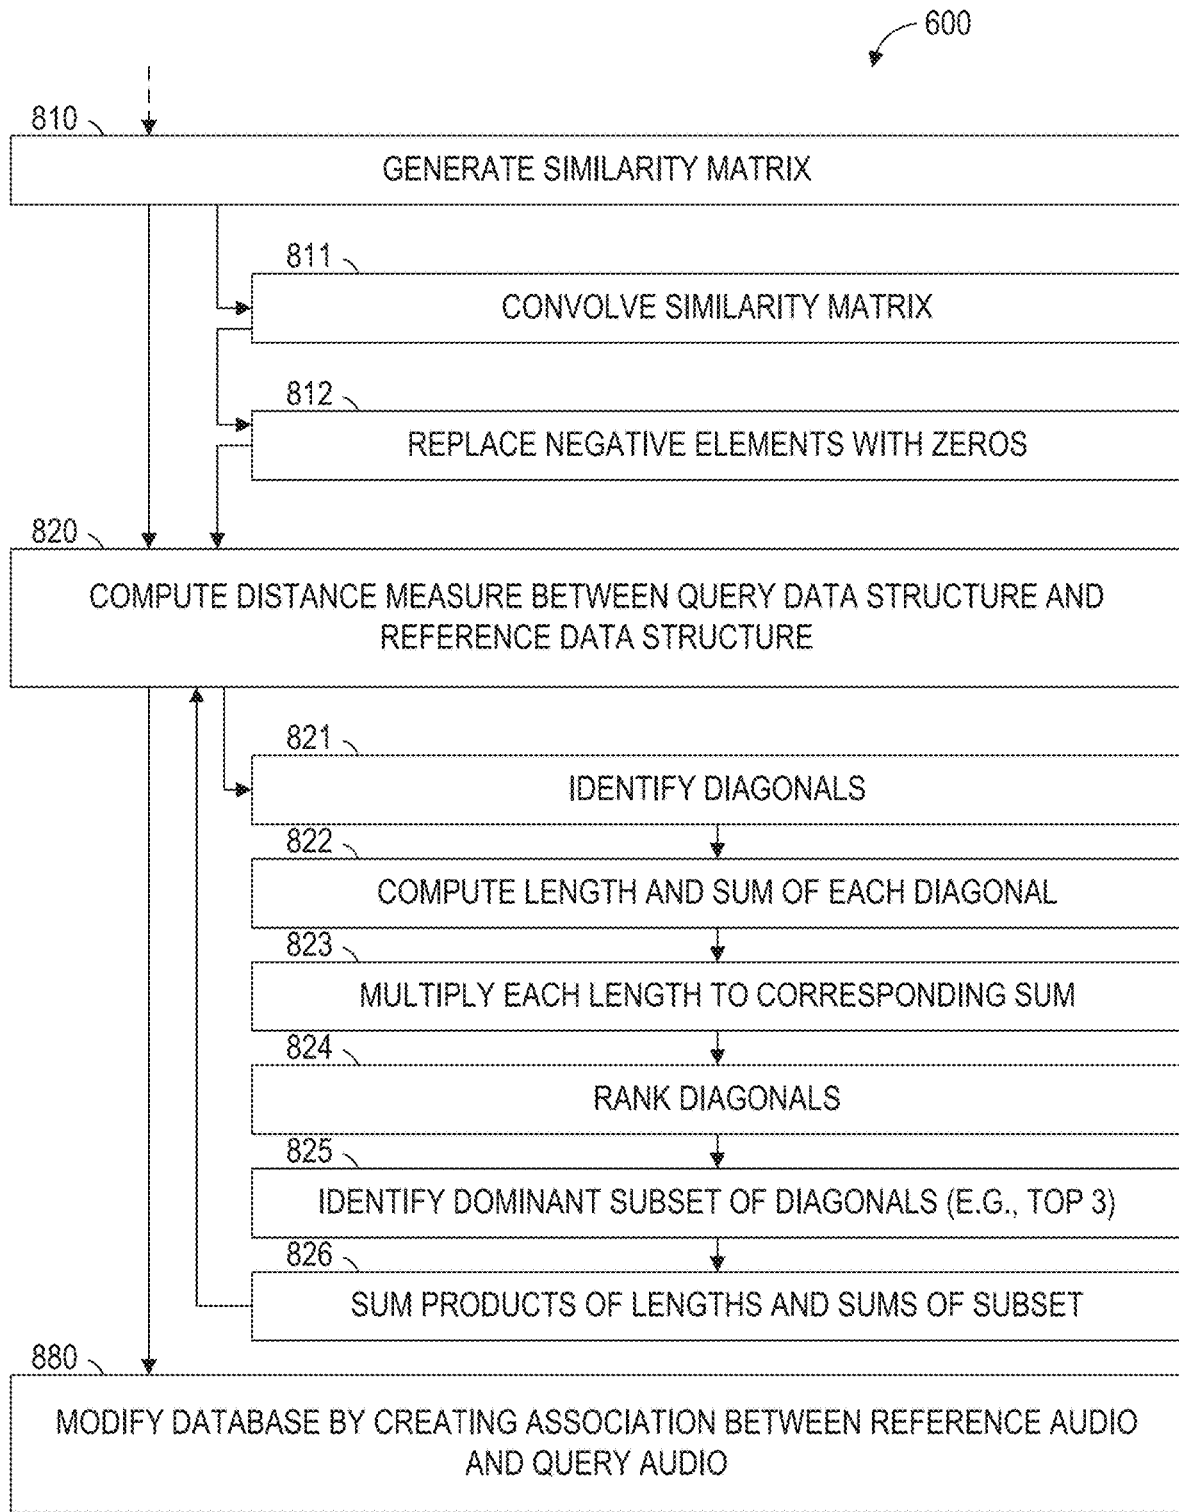 600
810
GENERATE SIMILARITY MATRIX
811
CONVOLVE SIMILARITY MATRIX
812
REPLACE NEGATIVE ELEMENTS WITH ZEROS
820
COMPUTE DISTANCE MEASURE BETWEEN QUERY DATA STRUCTURE AND
REFERENCE DATA STRUCTURE
821
IDENTIFY DIAGONALS
822
COMPUTE LENGTH AND SUM OF EACH DIAGONAL
823
MULTIPLY EACH LENGTH TO CORRESPONDING SUM
824
RANK DIAGONALS
825
IDENTIFY DOMINANT SUBSET OF DIAGONALS (E.G., TOP 3)
826
SUM PRODUCTS OF LENGTHS AND SUMS OF SUBSET
880
MODIFY DATABASE BY CREATING ASSOCIATION BETWEEN REFERENCE AUDIO
AND QUERY AUDIO